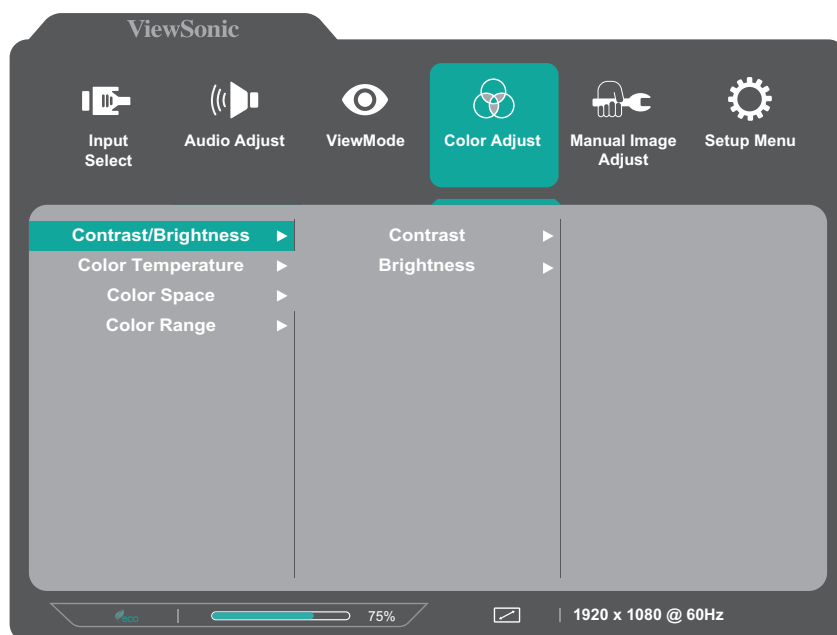 ViewSonic
Input
Select
Audio Adjust
ViewMode
Color Adjust
Manual Image
Adjust
Setup Menu
Contrast/Brightness
Color Temperature
Color Space
Color Range
Contrast
Brightness
eco | 75% | 1920 x 1080 @ 60Hz